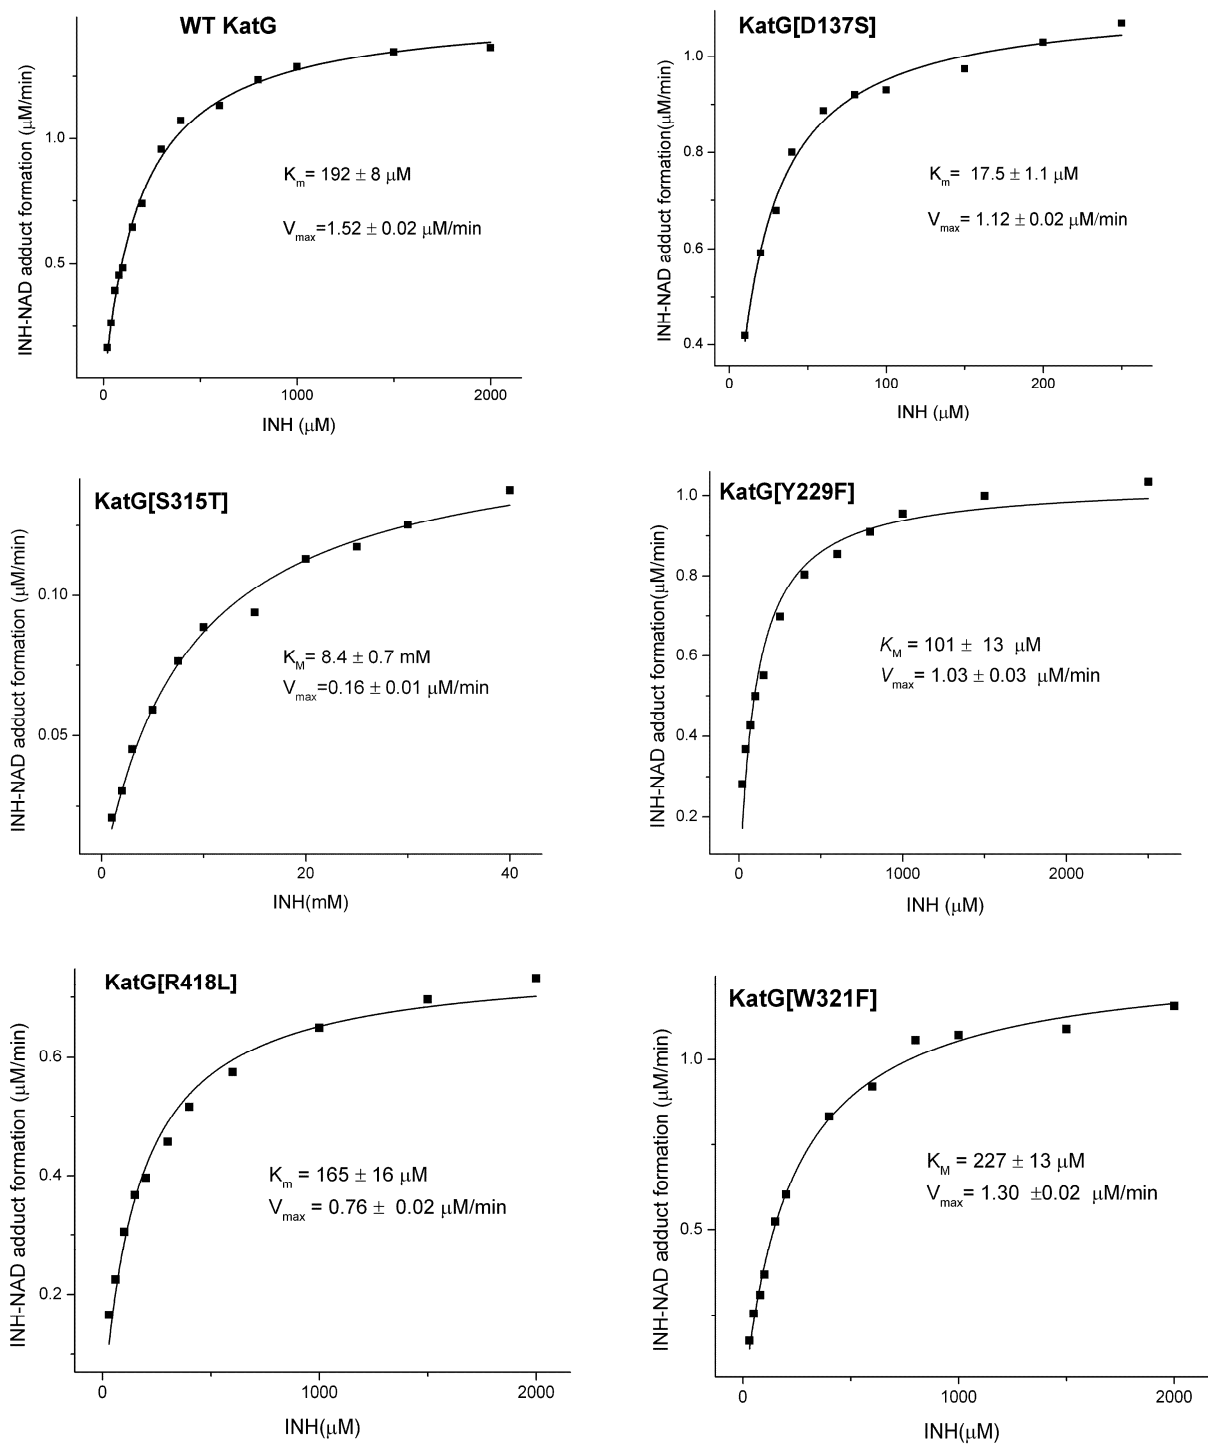 WT KatG
INH-NAD adduct formation (μM/min)
1.0
0.5
Km= 192 ± 8 μM
Vmax=1.52 ± 0.02 μM/min
0 1000 2000
INH (μM)
KatG[D137S]
INH-NAD adduct formation(μM/min)
1.0
0.8
0.6
0.4
Km= 17.5 ± 1.1 μM
Vmax= 1.12 ± 0.02 μM/min
0 100 200
INH (μM)
KatG[S315T]
INH-NAD adduct formation (μM/min)
0.10
0.05
KM= 8.4 ± 0.7 mM
Vmax=0.16 ± 0.01 μM/min
0 20 40
INH(mM)
KatG[Y229F]
INH-NAD adduct formation(μM/min)
1.0
0.8
0.6
0.4
0.2
KM = 101 ± 13 μM
Vmax= 1.03 ± 0.03 μM/min
0 1000 2000
INH (μM)
KatG[R418L]
INH-NAD adduct formation (μM/min)
0.6
0.4
0.2
Km = 165 ± 16 μM
Vmax = 0.76 ± 0.02 μM/min
0 1000 2000
INH(μM)
KatG[W321F]
INH-NAD adduct formation (μM/min)
1.0
0.5
KM = 227 ± 13 μM
Vmax= 1.30 ±0.02 μM/min
0 1000 2000
INH(μM)